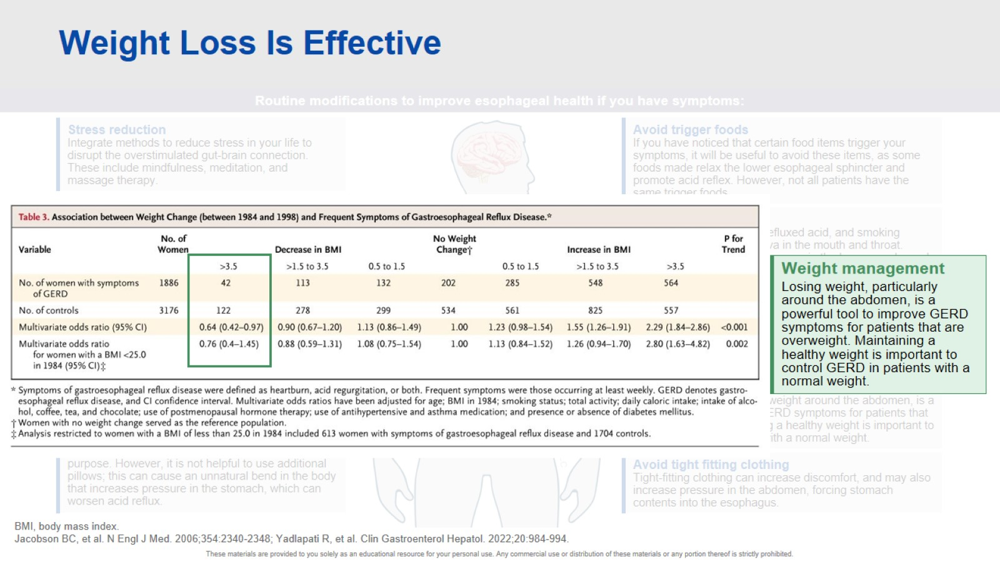 Weight Loss Is Effective
Routine modifications to improve esophageal health if you have symptoms:
Stress reduction
Integrate methods to reduce stress in your life to
disrupt the overstimulated gut-brain connection.
These include mindfulness, meditation, and
massage therapy.
Avoid trigger foods
If you have noticed that certain food items trigger your
symptoms, it will be useful to avoid these items, as some
foods made relax the lower esophageal sphincter and
promote acid reflex. However, not all patients have the
same trigger foods.
Table 3. Association between Weight Change (between 1984 and 1998) and Frequent Symptoms of Gastroesophageal Reflux Disease.*
Variable No. of Women Decrease in BMI No Weight Change† Increase in BMI P for Trend
>3.5 >1.5 to 3.5 0.5 to 1.5 0.5 to 1.5 >1.5 to 3.5 >3.5
No. of women with symptoms of GERD 1886 42 113 132 202 285 548 564
No. of controls 3176 122 278 299 534 561 825 557
Multivariate odds ratio (95% CI) 0.64 (0.42–0.97) 0.90 (0.67–1.20) 1.13 (0.86–1.49) 1.00 1.23 (0.98–1.54) 1.55 (1.26–1.91) 2.29 (1.84–2.86) <0.001
Multivariate odds ratio for women with a BMI <25.0 in 1984 (95% CI)‡ 0.76 (0.4–1.45) 0.88 (0.59–1.31) 1.08 (0.75–1.54) 1.00 1.13 (0.84–1.52) 1.26 (0.94–1.70) 2.80 (1.63–4.82) 0.002
* Symptoms of gastroesophageal reflux disease were defined as heartburn, acid regurgitation, or both. Frequent symptoms were those occurring at least weekly. GERD denotes gastro-
esophageal reflux disease, and CI confidence interval. Multivariate odds ratios have been adjusted for age; BMI in 1984; smoking status; total activity; daily caloric intake; intake of alco-
hol, coffee, tea, and chocolate; use of postmenopausal hormone therapy; use of antihypertensive and asthma medication; and presence or absence of diabetes mellitus.
† Women with no weight change served as the reference population.
‡ Analysis restricted to women with a BMI of less than 25.0 in 1984 included 613 women with symptoms of gastroesophageal reflux disease and 1704 controls.
refluxed acid, and smoking
in the mouth and throat.
Weight management
Losing weight, particularly
around the abdomen, is a
powerful tool to improve GERD
symptoms for patients that are
overweight. Maintaining a
healthy weight is important to
control GERD in patients with a
normal weight.
weight around the abdomen, is a
GERD symptoms for patients that
a healthy weight is important to
with a normal weight.
purpose. However, it is not helpful to use additional
pillows; this can cause an unnatural bend in the body
that increases pressure in the stomach, which can
worsen acid reflux.
Avoid tight fitting clothing
Tight-fitting clothing can increase discomfort, and may also
increase pressure in the abdomen, forcing stomach
contents into the esophagus.
BMI, body mass index.
Jacobson BC, et al. N Engl J Med. 2006;354:2340-2348; Yadlapati R, et al. Clin Gastroenterol Hepatol. 2022;20:984-994.
These materials are provided to you solely as an educational resource for your personal use. Any commercial use or distribution of these materials or any portion thereof is strictly prohibited.